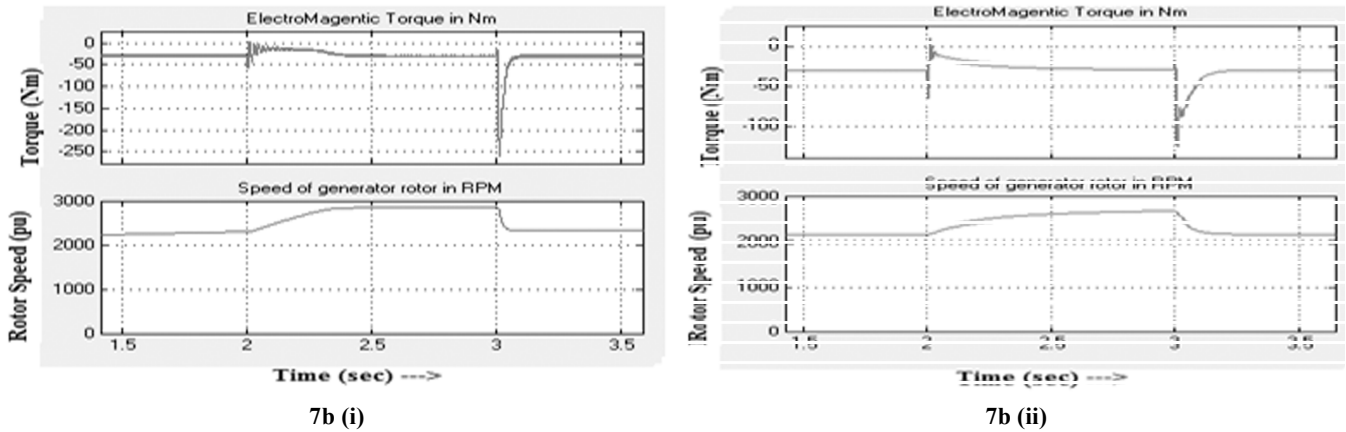 ElectroMagentic Torque in Nm
Torque (Nm)
0
-50
-100
-150
-200
-250
Speed of generator rotor in RPM
Rotor Speed (pu)
3000
2000
1000
0
1.5
2
2.5
3
3.5
Time (sec) --->
7b (i)
ElectroMagentic Torque in Nm
Torque (Nm)
0
-50
-100
Speed of generator rotor in RPM
Rotor Speed (pu)
3000
2000
1000
0
1.5
2
2.5
3
3.5
Time (sec) --->
7b (ii)